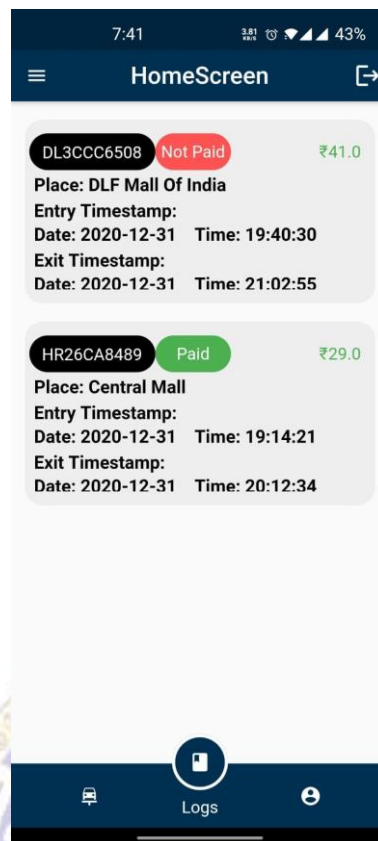 7:41 3.81 KB/S 43%
HomeScreen
DL3CCC6508 Not Paid ₹41.0
Place: DLF Mall Of India
Entry Timestamp:
Date: 2020-12-31 Time: 19:40:30
Exit Timestamp:
Date: 2020-12-31 Time: 21:02:55
HR26CA8489 Paid ₹29.0
Place: Central Mall
Entry Timestamp:
Date: 2020-12-31 Time: 19:14:21
Exit Timestamp:
Date: 2020-12-31 Time: 20:12:34
Logs